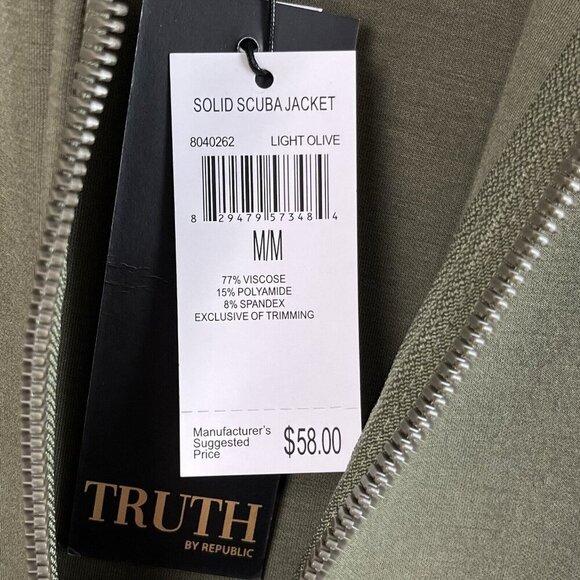 SOLID SCUBA JACKET
8040262 LIGHT OLIVE
8 29479 57348 4
M/M
77% VISCOSE
15% POLYAMIDE
8% SPANDEX
EXCLUSIVE OF TRIMMING
Manufacturer's
Suggested
Price
$58.00
TRUTH
BY REPUBLIC